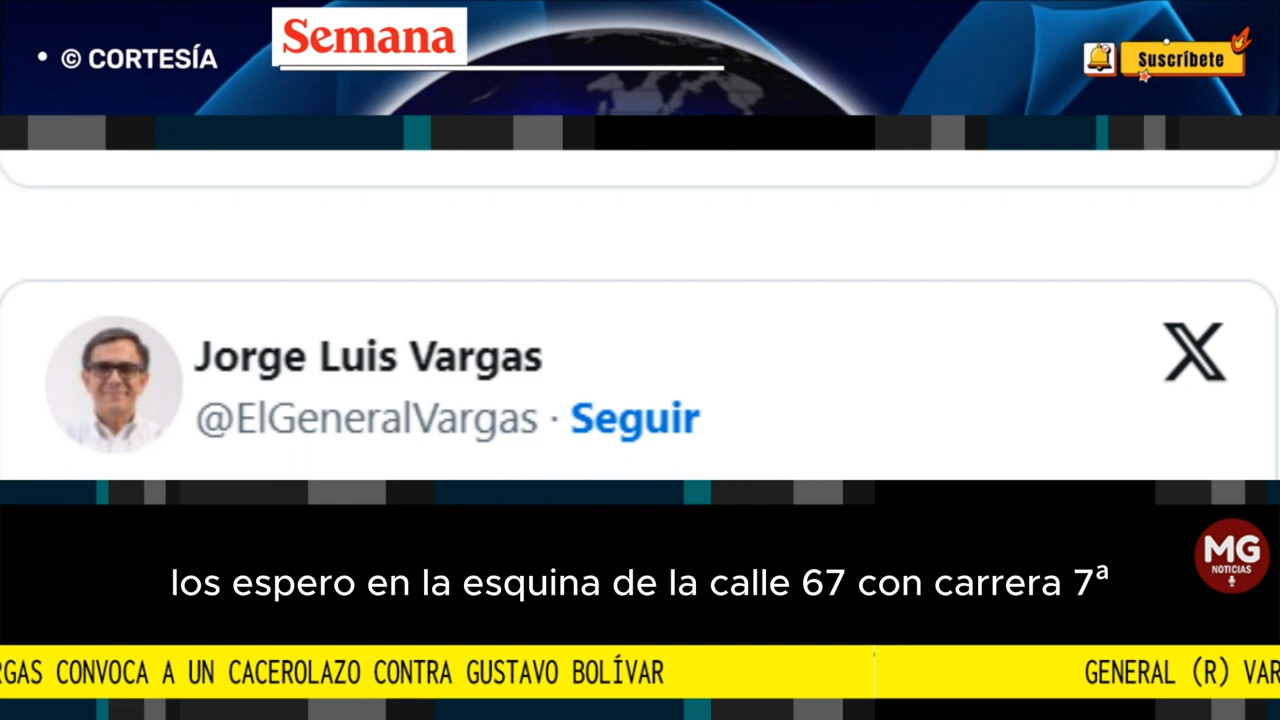 • © CORTESÍA
Semana
Suscríbete
Jorge Luis Vargas
@ElGeneralVargas · Seguir
los espero en la esquina de la calle 67 con carrera 7ª
MG
NOTICIAS
RGAS CONVOCA A UN CACEROLAZO CONTRA GUSTAVO BOLÍVAR GENERAL (R) VAR